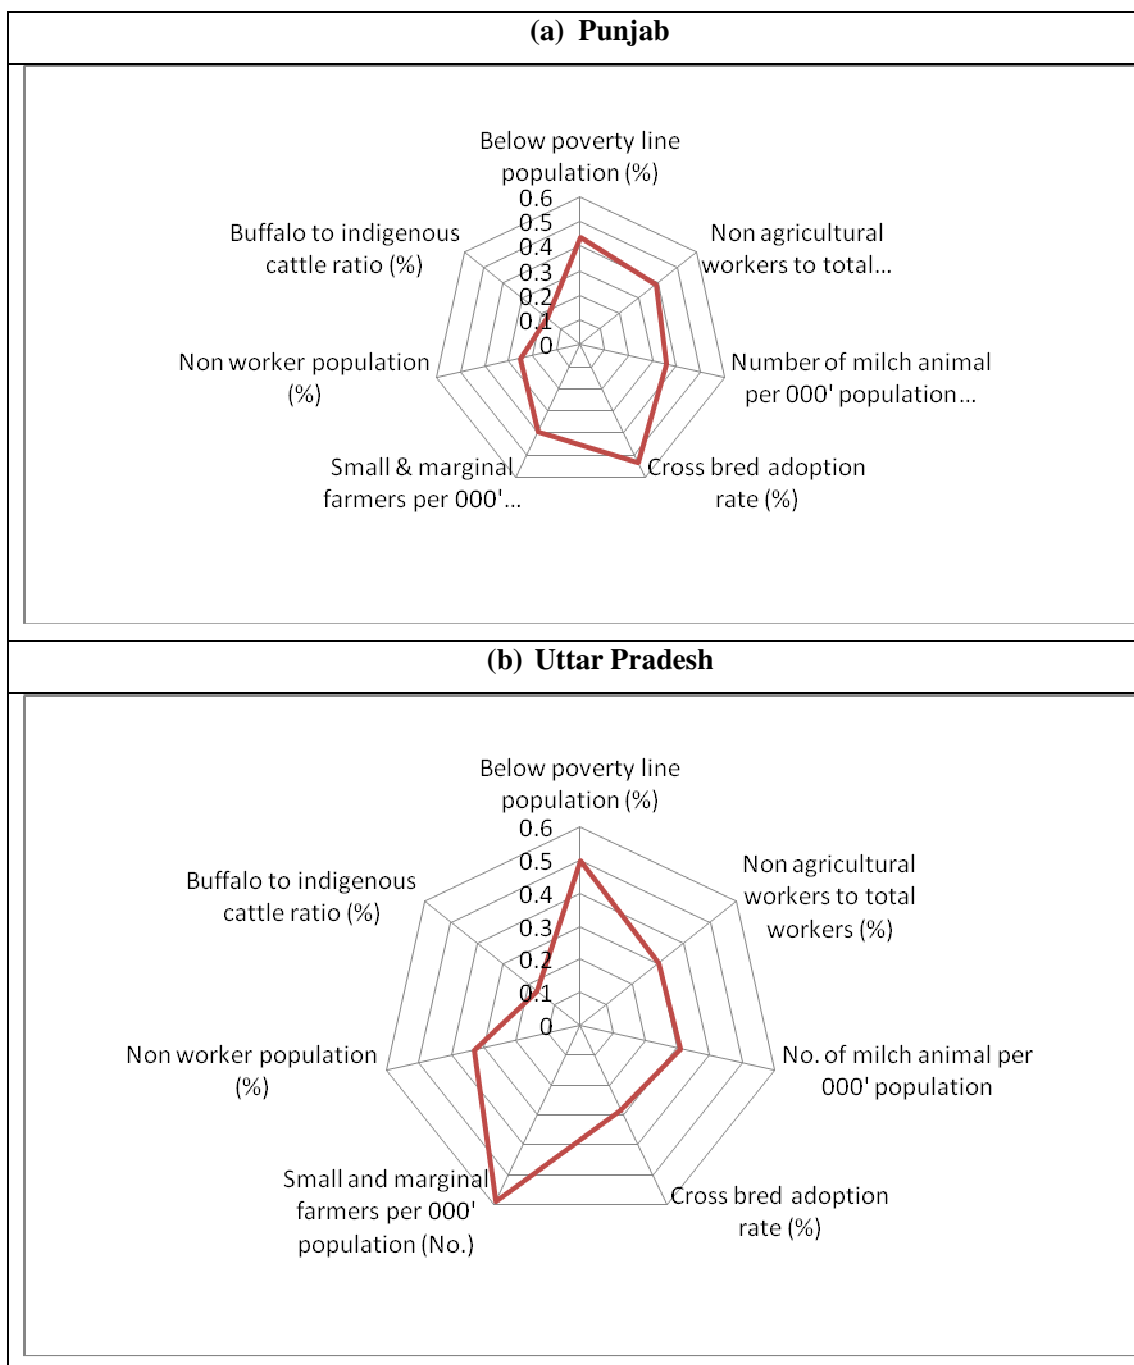 (a) Punjab
Below poverty line
population (%)
0.6
0.5
0.4
0.3
0.2
0.1
0
Non agricultural
workers to total...
Number of milch animal
per 000' population...
Cross bred adoption
rate (%)
Small & marginal
farmers per 000'...
Non worker population
(%)
Buffalo to indigenous
cattle ratio (%)
(b) Uttar Pradesh
Below poverty line
population (%)
0.6
0.5
0.4
0.3
0.2
0.1
0
Non agricultural
workers to total
workers (%)
No. of milch animal per
000' population
Cross bred adoption
rate (%)
Small and marginal
farmers per 000'
population (No.)
Non worker population
(%)
Buffalo to indigenous
cattle ratio (%)